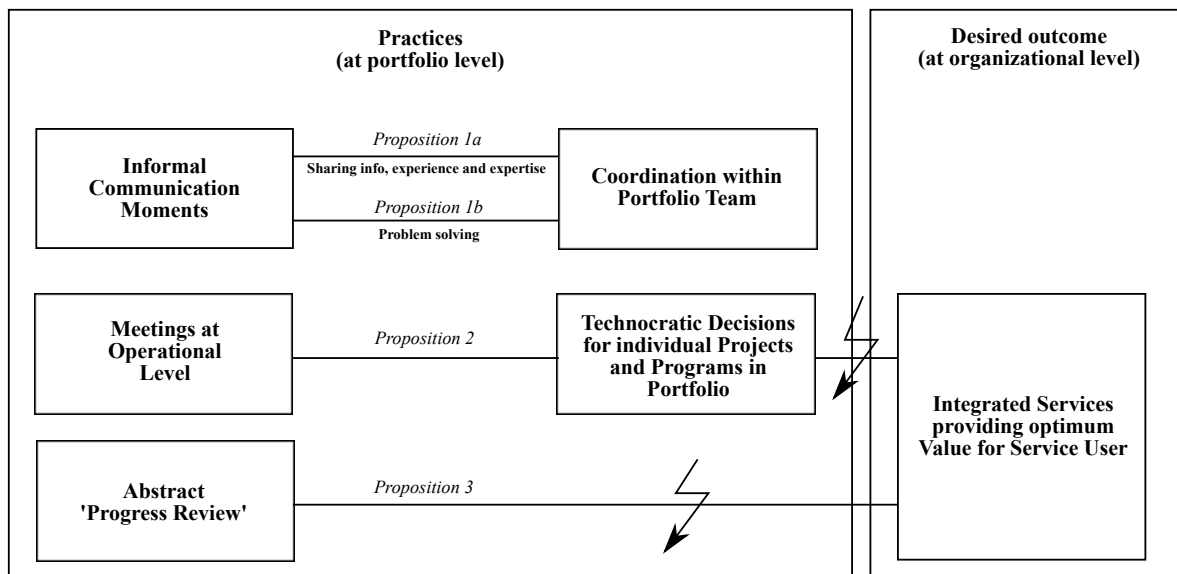 Practices
(at portfolio level)
Desired outcome
(at organizational level)
Informal
Communication
Moments
Proposition 1a
Sharing info, experience and expertise
Proposition 1b
Problem solving
Coordination within
Portfolio Team
Meetings at
Operational
Level
Proposition 2
Technocratic Decisions
for individual Projects
and Programs in
Portfolio
Integrated Services
providing optimum
Value for Service User
Abstract
'Progress Review'
Proposition 3